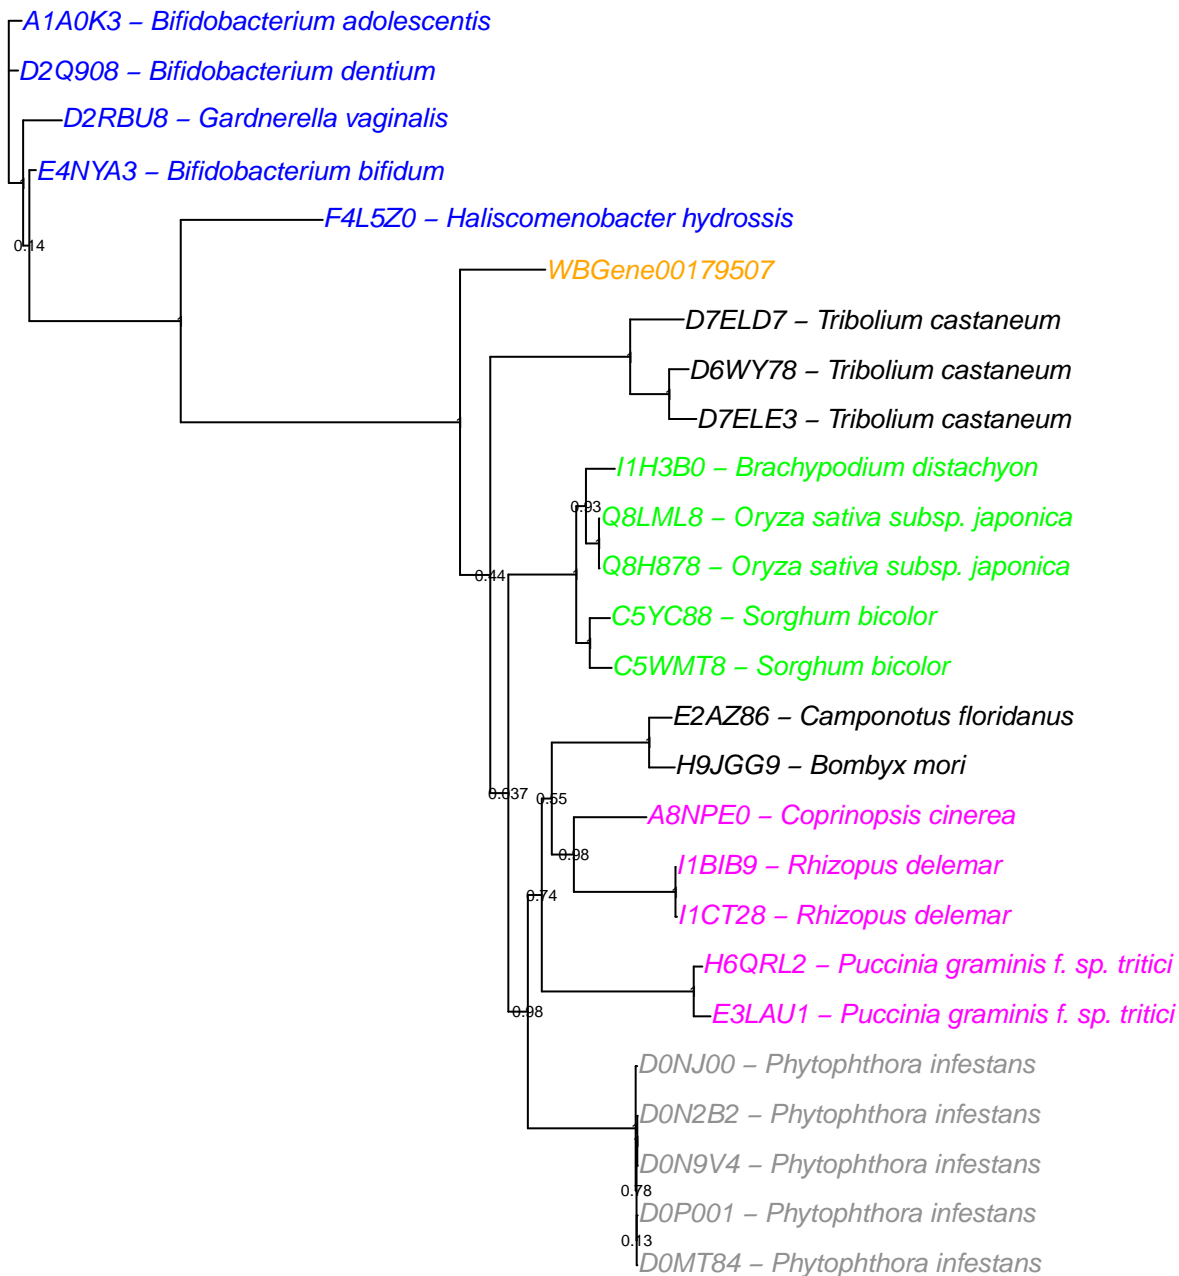 A1A0K3 – Bifidobacterium adolescentis
D2Q908 – Bifidobacterium dentium
D2RBU8 – Gardnerella vaginalis
E4NYA3 – Bifidobacterium bifidum
F4L5Z0 – Haliscomenobacter hydrossis
0.14
WBGene00179507
D7ELD7 – Tribolium castaneum
D6WY78 – Tribolium castaneum
D7ELE3 – Tribolium castaneum
I1H3B0 – Brachypodium distachyon
0.93
Q8LML8 – Oryza sativa subsp. japonica
Q8H878 – Oryza sativa subsp. japonica
0.44
C5YC88 – Sorghum bicolor
C5WMT8 – Sorghum bicolor
E2AZ86 – Camponotus floridanus
H9JGG9 – Bombyx mori
0.037
0.55
A8NPE0 – Coprinopsis cinerea
0.98
I1BIB9 – Rhizopus delemar
0.74
I1CT28 – Rhizopus delemar
H6QRL2 – Puccinia graminis f. sp. tritici
0.98
E3LAU1 – Puccinia graminis f. sp. tritici
D0NJ00 – Phytophthora infestans
D0N2B2 – Phytophthora infestans
D0N9V4 – Phytophthora infestans
0.78
D0P001 – Phytophthora infestans
0.13
D0MT84 – Phytophthora infestans